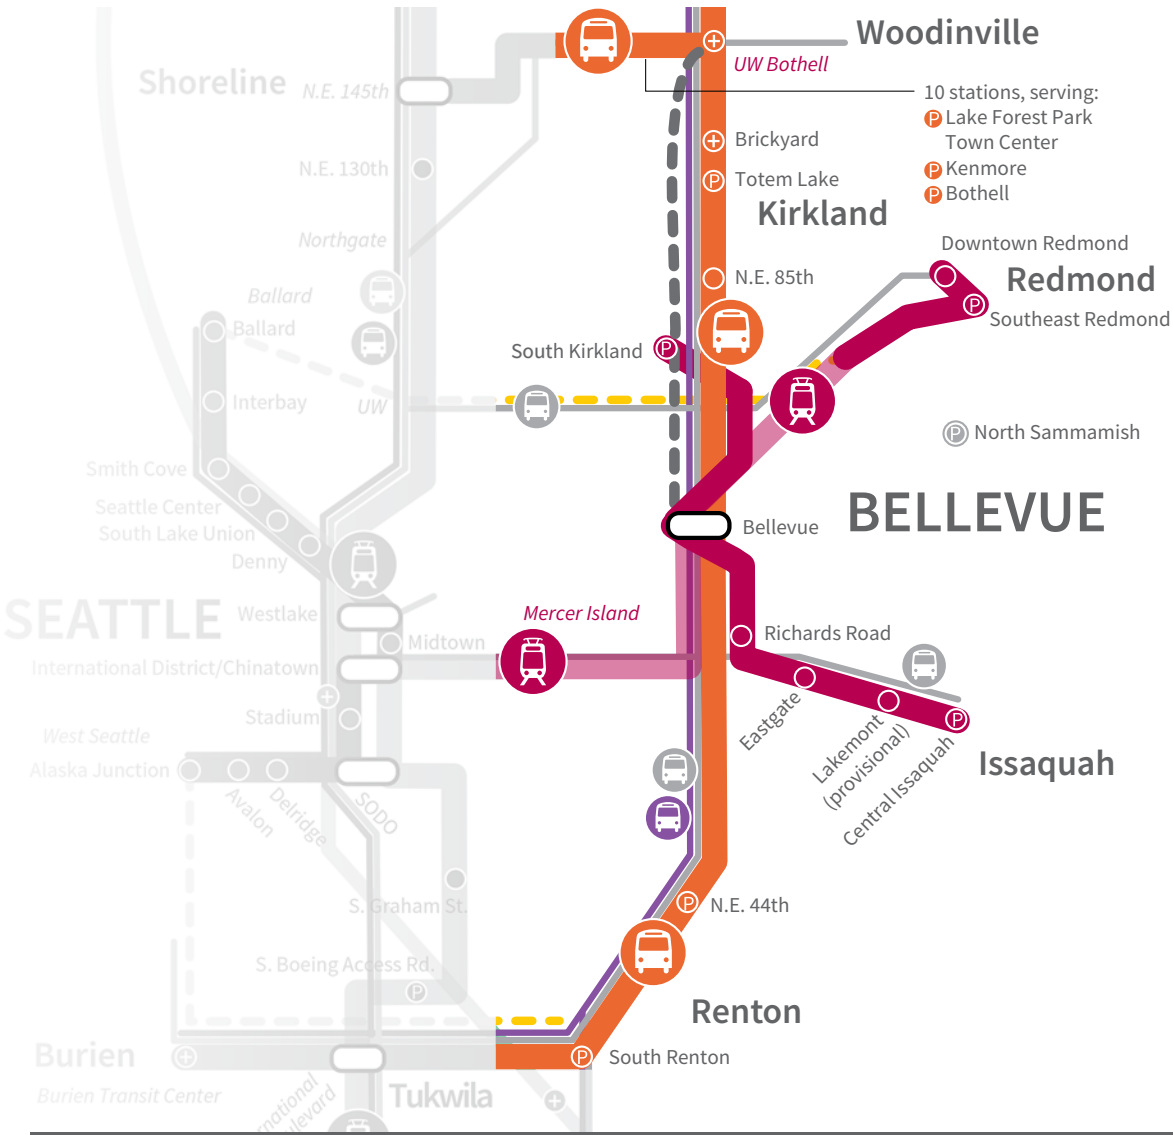 Woodinville
UW Bothell
Shoreline
N.E. 145th
10 stations, serving:
P Lake Forest Park
Town Center
P Kenmore
P Bothell
Brickyard
N.E. 130th
P Totem Lake
Kirkland
Northgate
Downtown Redmond
N.E. 85th
Redmond
Ballard
P Southeast Redmond
Ballard
South Kirkland P
Interbay
UW
P North Sammamish
Smith Cove
Seattle Center
BELLEVUE
South Lake Union
Bellevue
Denny
SEATTLE
Westlake
Mercer Island
Midtown
Richards Road
International District/Chinatown
Stadium
Eastgate
Lakemont
(provisional)
Central Issaquah
P
West Seattle
Issaquah
Alaska Junction
Avalon
Delridge
SODO
S. Graham St.
P N.E. 44th
S. Boeing Access Rd.
P
Renton
Burien
P South Renton
Burien Transit Center
Tukwila